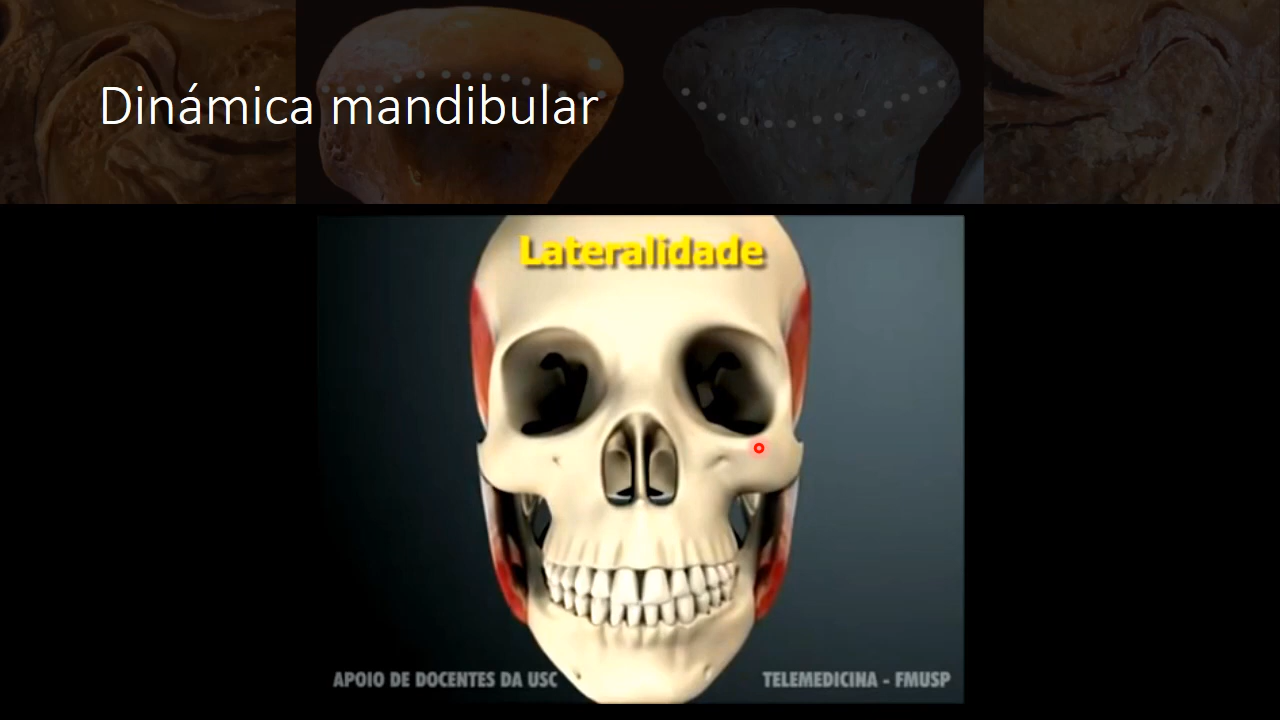 Dinámica mandibular
Lateralidade
APOIO DE DOCENTES DA USC
TELEMEDICINA - FMUSP